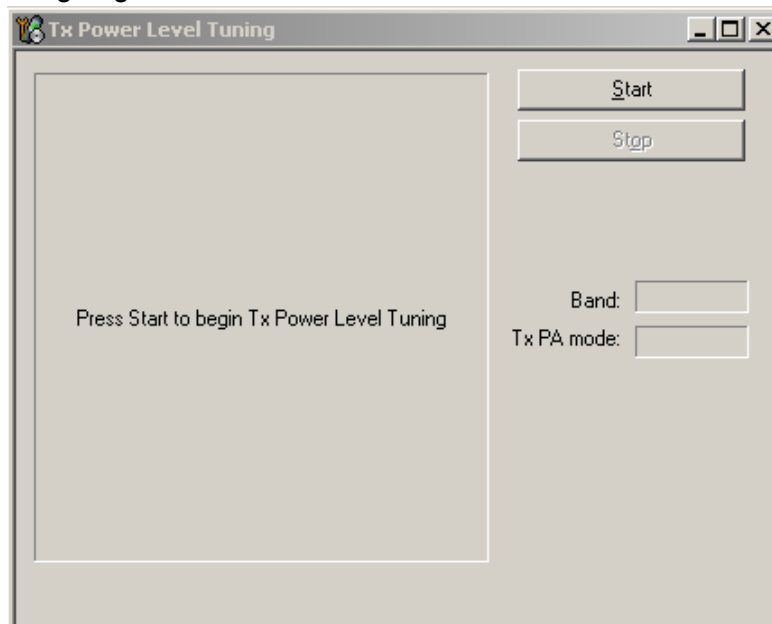 Tx Power Level Tuning
Start
Stop
Press Start to begin Tx Power Level Tuning
Band:
Tx PA mode: